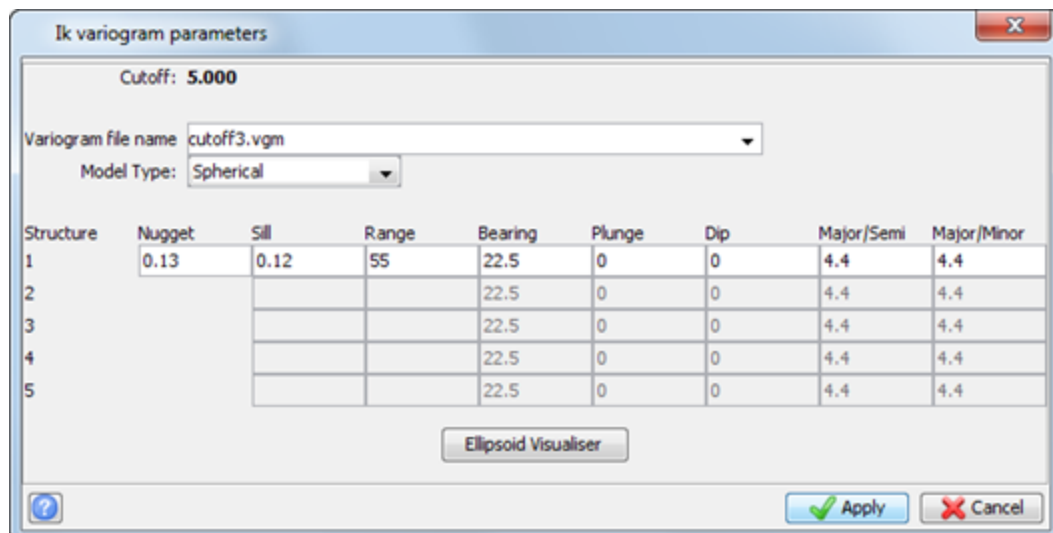 Ik variogram parameters
Cutoff: 5.000
Variogram file name cutoff3.vgm
Model Type: Spherical
Structure Nugget Sill Range Bearing Plunge Dip Major/Semi Major/Minor
1 0.13 0.12 55 22.5 0 0 4.4 4.4
2 22.5 0 0 4.4 4.4
3 22.5 0 0 4.4 4.4
4 22.5 0 0 4.4 4.4
5 22.5 0 0 4.4 4.4
Ellipsoid Visualiser
? Apply Cancel